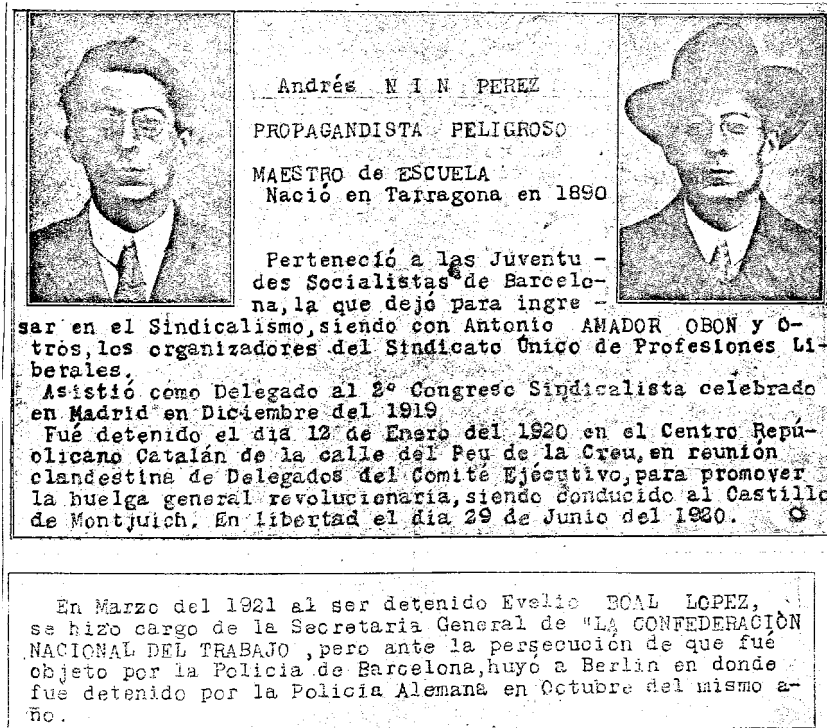 Andrés N I N PEREZ
PROPAGANDISTA PELIGROSO
MAESTRO de ESCUELA
Nació en Tarragona en 1890
Perteneció a las Juventu -
des Socialistas de Barcelo-
na,la que dejó para ingre -
sar en el Sindicalismo,siendo con Antonio AMADOR OBON y o-
tros,los organizadores del Sindicato Único de Profesiones Li-
berales.
Asistió como Delegado al 2º Congreso Sindicalista celebrado
en Madrid en Diciembre del 1919
Fué detenido el dia 12 de Enero del 1920 en el Centro Repú-
olicano Catalán de la calle del Peu de la Creu,en reunión
clandestina de Delegados del Comité Ejécutivo,para promover
la huelga general revolucionaria,siendo conducido al Castillo
de Montjuich. En libertad el dia 29 de Junio del 1920.
En Marzo del 1921 al ser detenido Evelio BOAL LOPEZ,
se hizo cargo de la Secretaria General de "LA CONFEDERACIÓN
NACIONAL DEL TRABAJO ,pero ante la persecución de que fué
objeto por la Policia de Barcelona,huyó a Berlin en donde
fue detenido por la Policía Alemana en Octubre del mismo a-
ño.